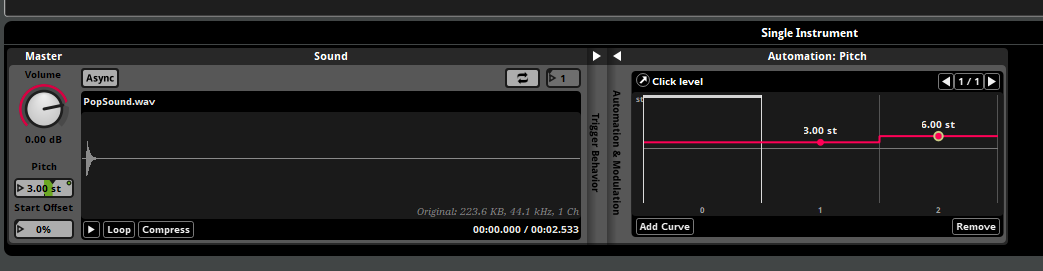 Single Instrument
Master
Sound
Automation: Pitch
Volume
Async
1
Click level
1 / 1
PopSound.wav
st
0.00 dB
Trigger Behavior
Automation & Modulation
3.00 st
6.00 st
Pitch
3.00 st
Start Offset
Original: 223.6 KB, 44.1 kHz, 1 Ch
0
1
2
0%
Loop
Compress
00:00.000 / 00:02.533
Add Curve
Remove